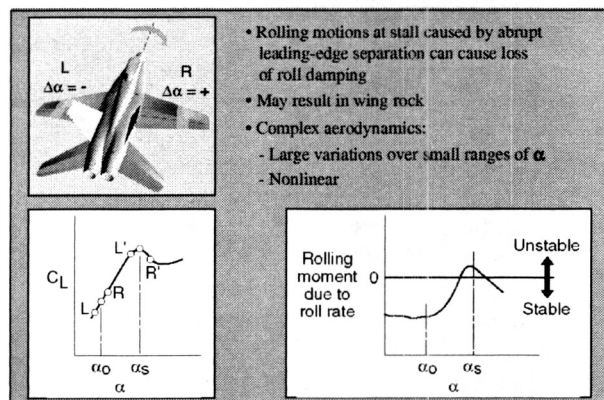 L
Δα = -
R
Δα = +
• Rolling motions at stall caused by abrupt
leading-edge separation can cause loss
of roll damping
• May result in wing rock
• Complex aerodynamics:
- Large variations over small ranges of α
- Nonlinear
CL
L'
R'
L
R
αo
αs
α
Rolling
moment
due to
roll rate
0
Unstable
Stable
αo
αs
α